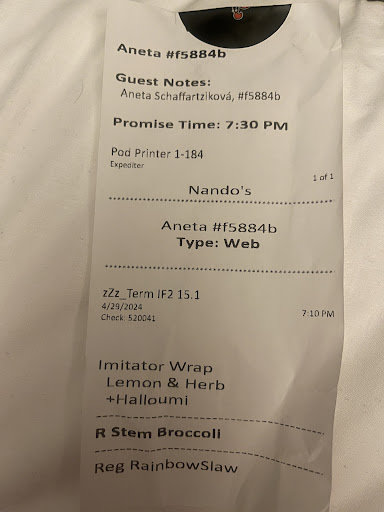 Aneta #f5884b
Guest Notes:
Aneta Schaffartziková, #f5884b
Promise Time: 7:30 PM
Pod Printer 1-184
Expediter
1 of 1
Nando's
Aneta #f5884b
Type: Web
zZz_Term IF2 15.1
4/29/2024
Check: 520041
7:10 PM
Imitator Wrap
Lemon & Herb
+Halloumi
R Stem Broccoli
Reg RainbowSlaw